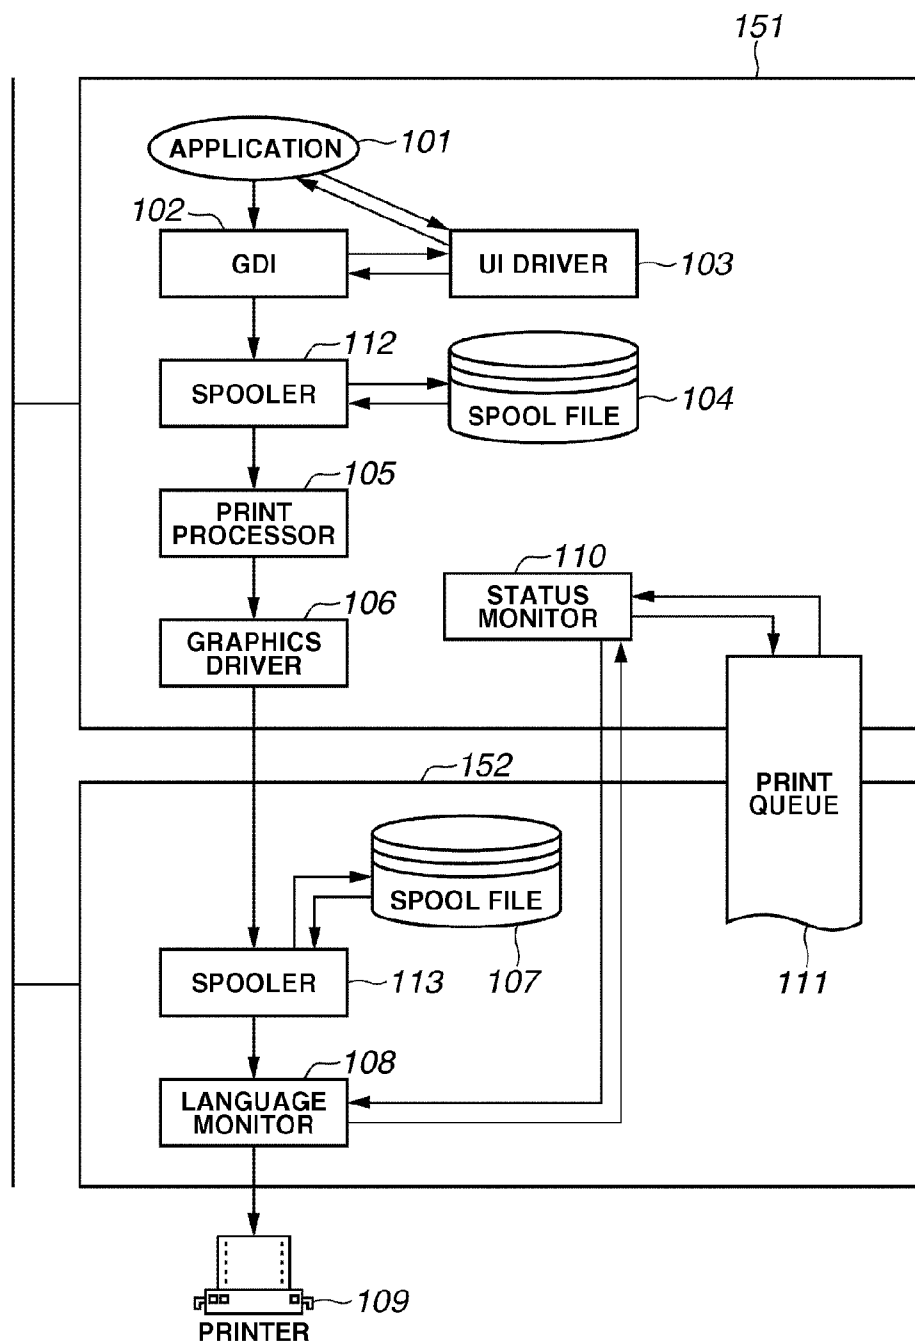 151
APPLICATION
101
102
GDI
UI DRIVER
103
112
SPOOLER
SPOOL FILE
104
105
PRINT
PROCESSOR
110
STATUS
MONITOR
106
GRAPHICS
DRIVER
152
PRINT
QUEUE
SPOOL FILE
SPOOLER
113
107
111
108
LANGUAGE
MONITOR
109
PRINTER